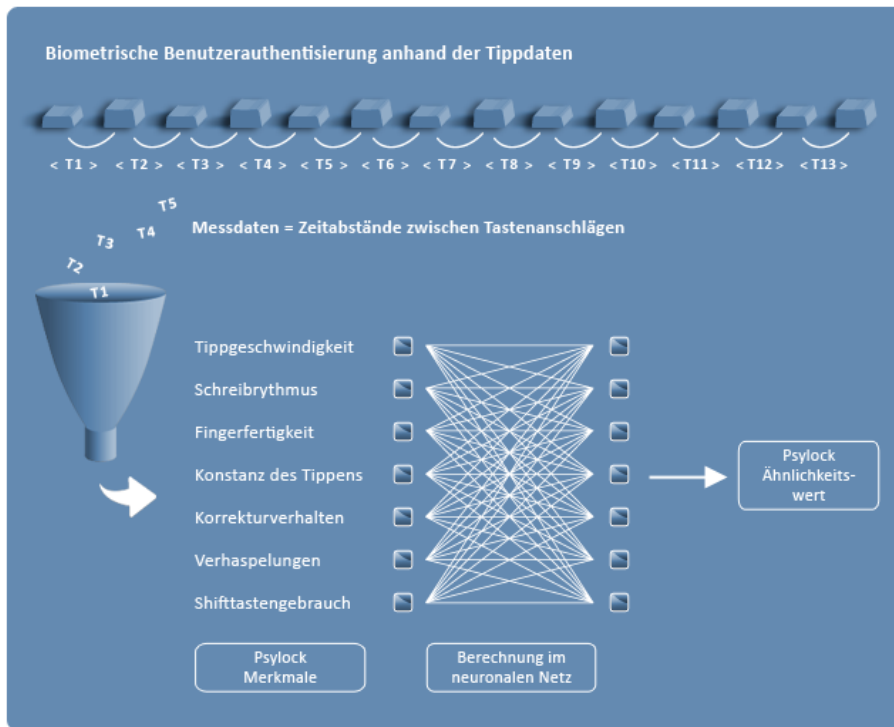 Biometrische Benutzerauthentisierung anhand der Tippdaten
< T1 > < T2 > < T3 > < T4 > < T5 > < T6 > < T7 > < T8 > < T9 > < T10 > < T11 > < T12 > < T13 >
T5
T4
T3
T2
T1
Messdaten = Zeitabstände zwischen Tastenanschlägen
Tippgeschwindigkeit
Schreibrythmus
Fingerfertigkeit
Konstanz des Tippens
Korrekturverhalten
Verhaspelungen
Shifttastengebrauch
Psylock
Merkmale
Berechnung im
neuronalen Netz
Psylock
Ähnlichkeits-
wert